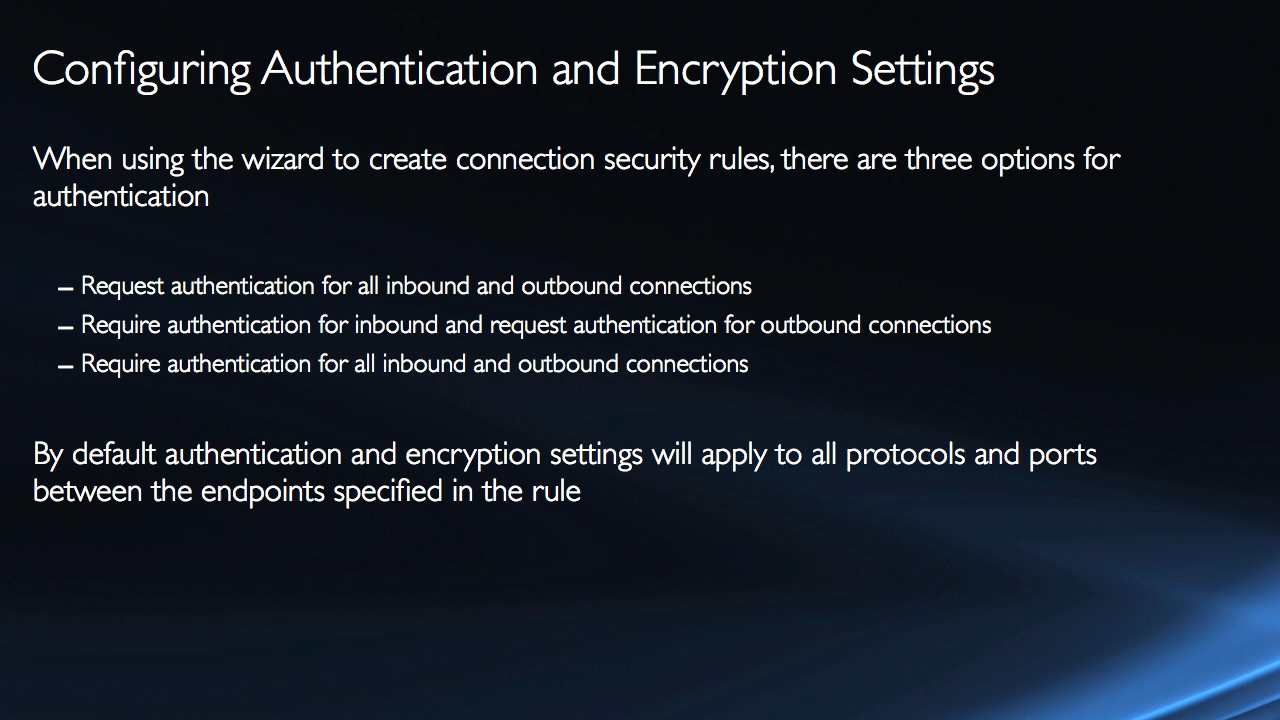 Configuring Authentication and Encryption Settings
When using the wizard to create connection security rules, there are three options for
authentication
– Request authentication for all inbound and outbound connections
– Require authentication for inbound and request authentication for outbound connections
– Require authentication for all inbound and outbound connections
By default authentication and encryption settings will apply to all protocols and ports
between the endpoints specified in the rule